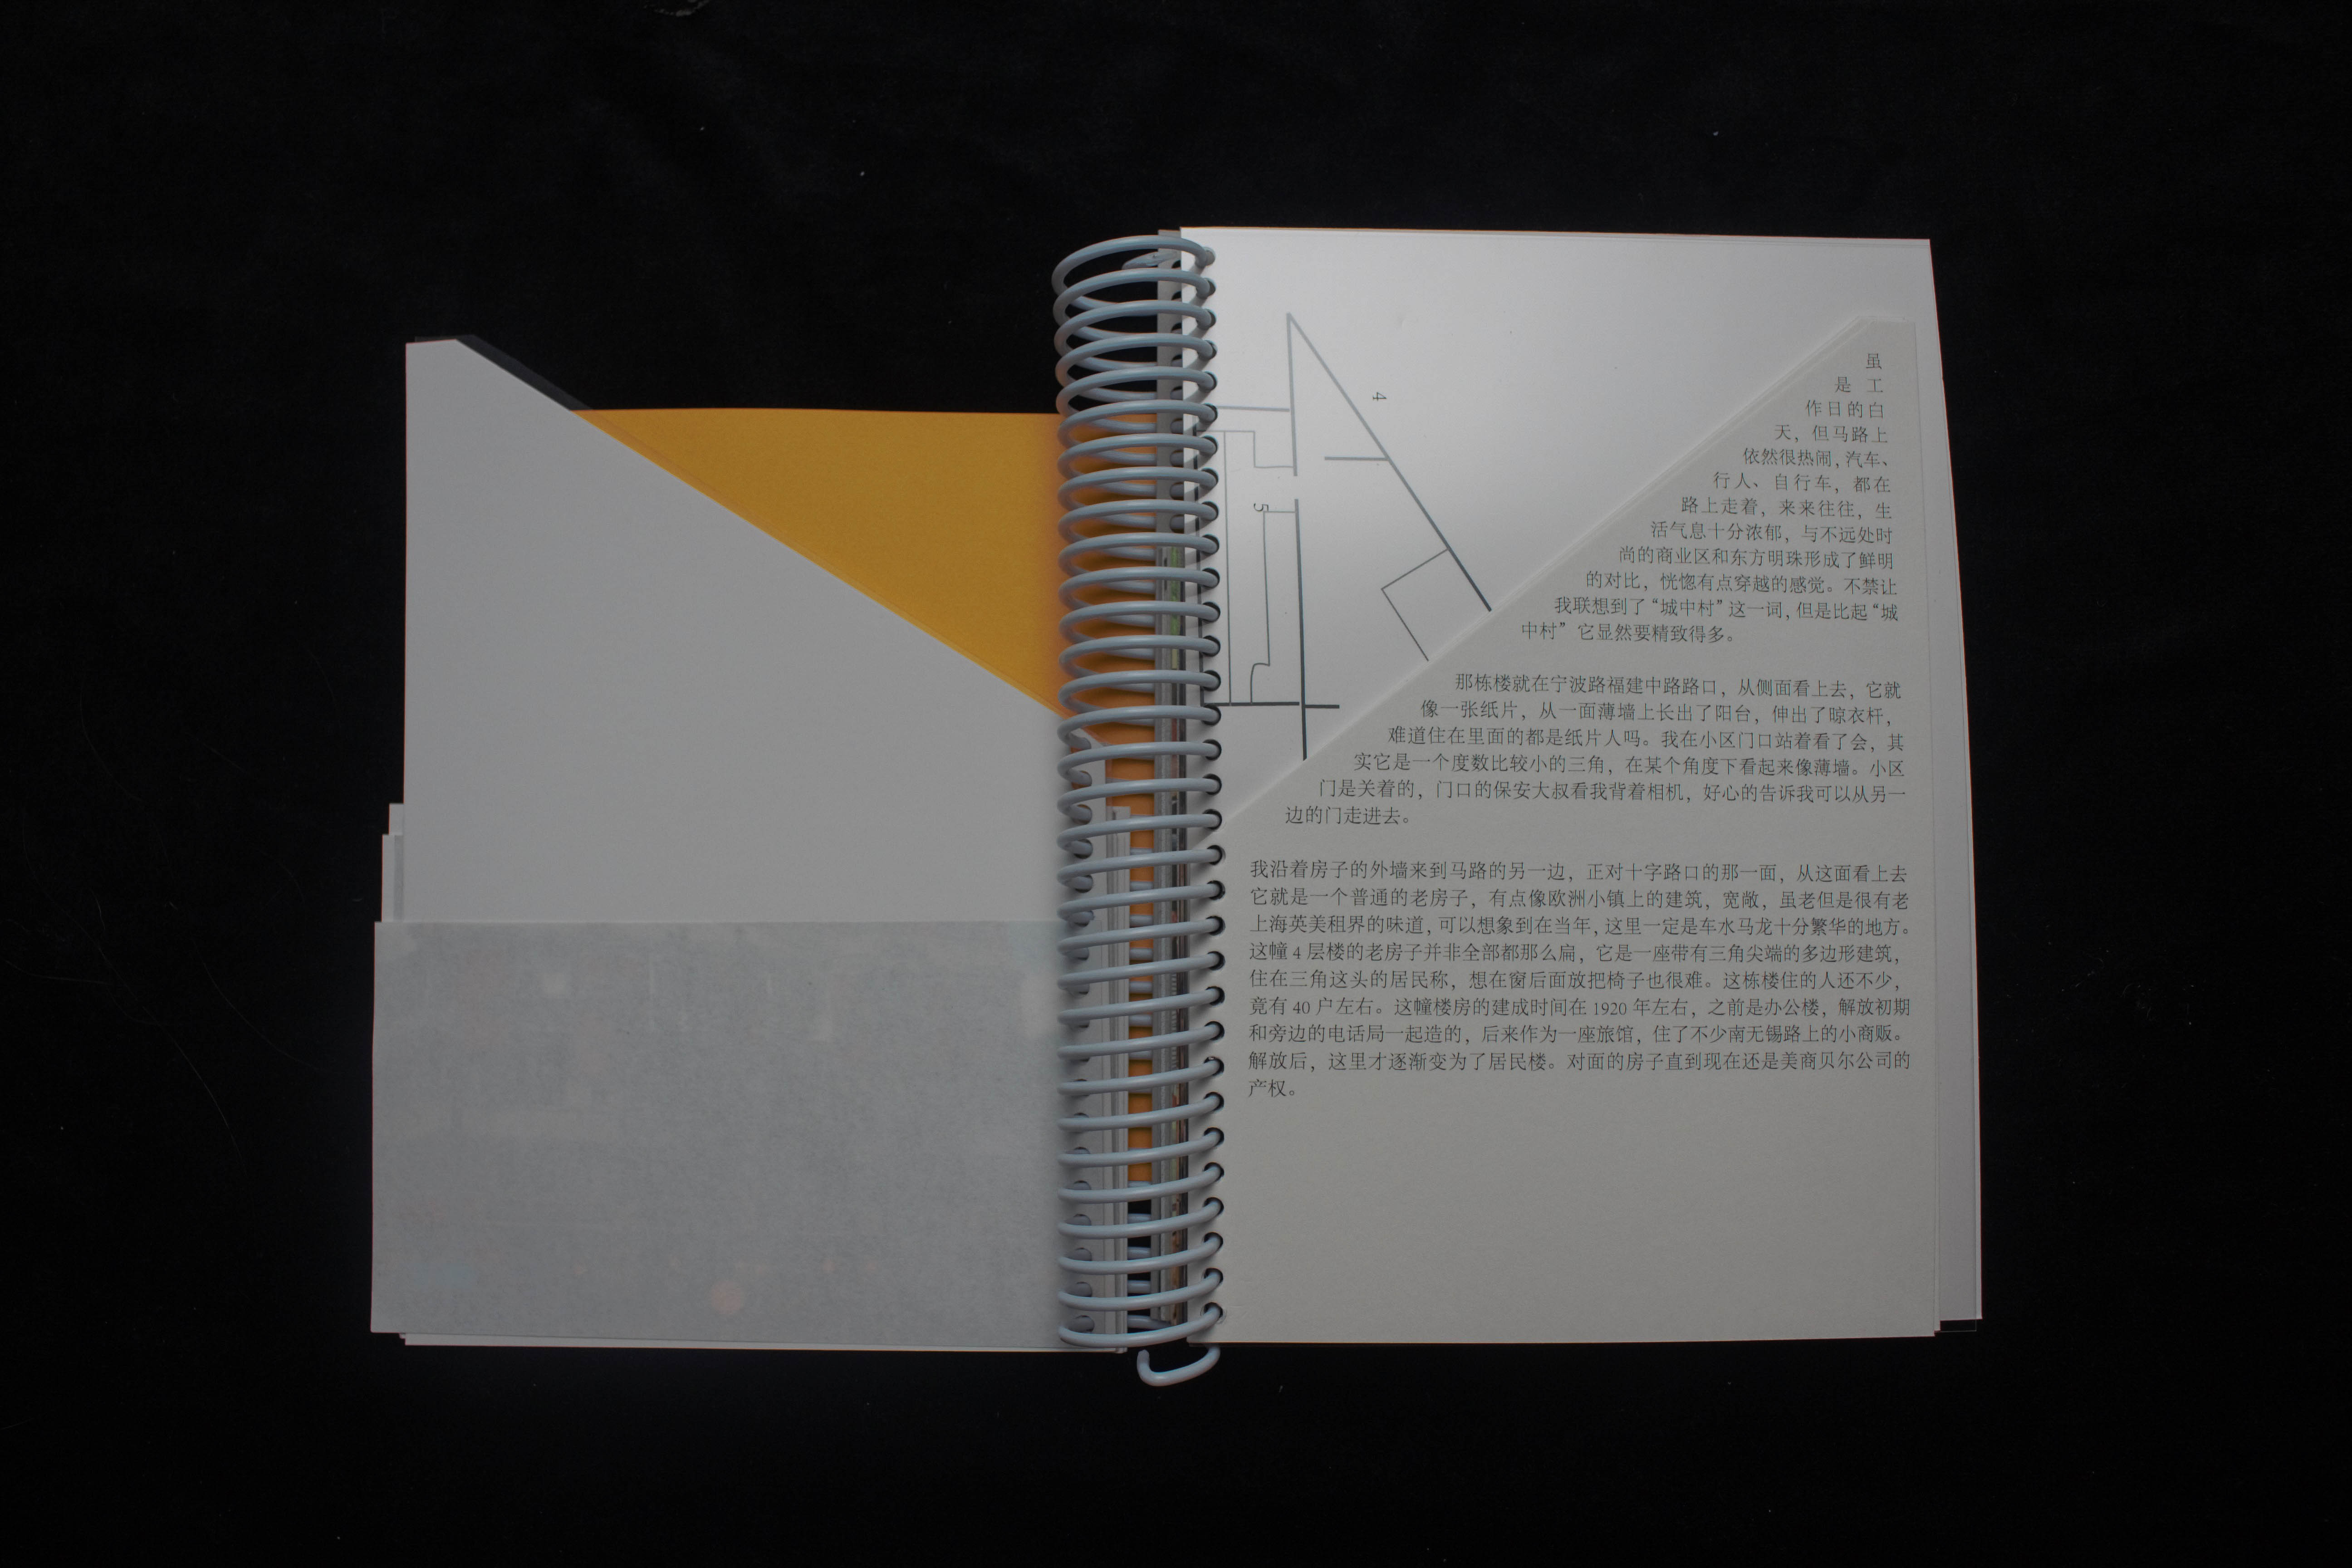 4
5
虽
是 工
作日的白
天，但马路上
依然很热闹，汽车、
行人、自行车，都在
路上走着，来来往往，生
活气息十分浓郁，与不远处时
尚的商业区和东方明珠形成了鲜明
的对比，恍惚有点穿越的感觉。不禁让
我联想到了“城中村”这一词，但是比起“城
中村”它显然要精致得多。
那栋楼就在宁波路福建中路路口，从侧面看上去，它就
像一张纸片，从一面薄墙上长出了阳台，伸出了晾衣杆，
难道住在里面的都是纸片人吗。我在小区门口站着看了会，其
实它是一个度数比较小的三角，在某个角度下看起来像薄墙。小区
门是关着的，门口的保安大叔看我背着相机，好心的告诉我可以从另一
边的门走进去。
我沿着房子的外墙来到马路的另一边，正对十字路口的那一面，从这面看上去
它就是一个普通的老房子，有点像欧洲小镇上的建筑，宽敞，虽老但是很有老
上海英美租界的味道，可以想象到在当年，这里一定是车水马龙十分繁华的地方。
这幢 4 层楼的老房子并非全部都那么扁，它是一座带有三角尖端的多边形建筑，
住在三角这头的居民称，想在窗后面放把椅子也很难。这栋楼住的人还不少，
竟有 40 户左右。这幢楼房的建成时间在 1920 年左右，之前是办公楼，解放初期
和旁边的电话局一起造的，后来作为一座旅馆，住了不少南无锡路上的小商贩。
解放后，这里才逐渐变为了居民楼。对面的房子直到现在还是美商贝尔公司的
产权。